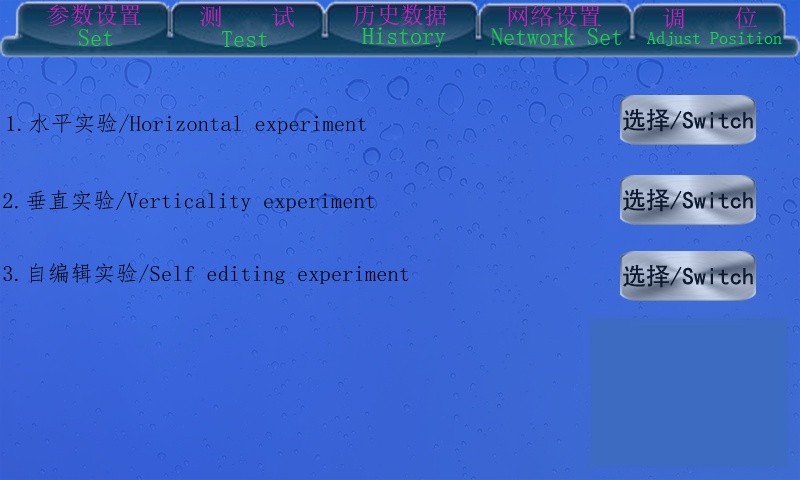 参数设置
Set
测 试
Test
历史数据
History
网络设置
Network Set
调 位
Adjust Position
1.水平实验/Horizontal experiment
选择/Switch
2.垂直实验/Verticality experiment
选择/Switch
3.自编辑实验/Self editing experiment
选择/Switch